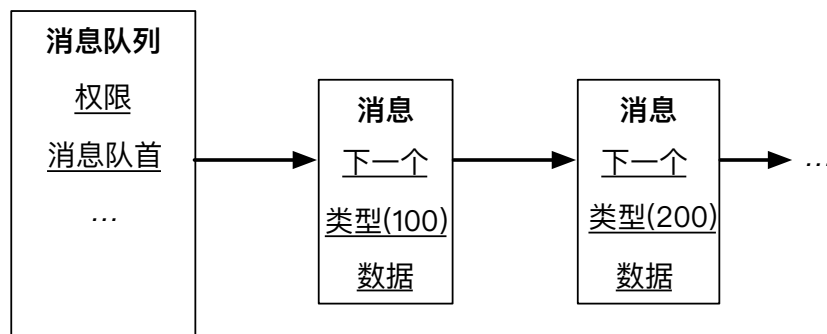 消息队列
权限
消息队首
...
消息
下一个
类型(100)
数据
消息
下一个
类型(200)
数据
...